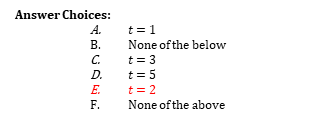 Answer Choices:
A. t = 1
B. None of the below
C. t = 3
D. t = 5
E. t = 2
F. None of the above